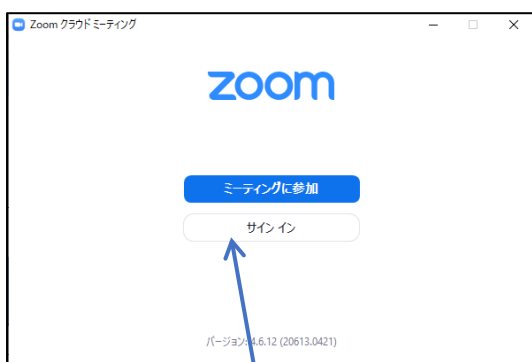 Zoom クラウド ミーティング
zoom
ミーティングに参加
サイン イン
バージョン: 4.6.12 (20613.0421)